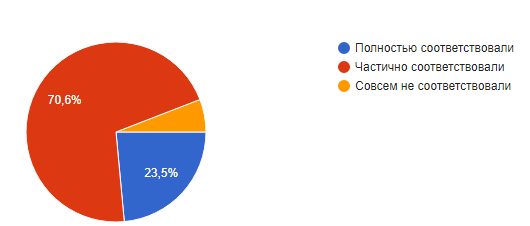 Полностью соответствовали
Частично соответствовали
Совсем не соответствовали
70,6%
23,5%